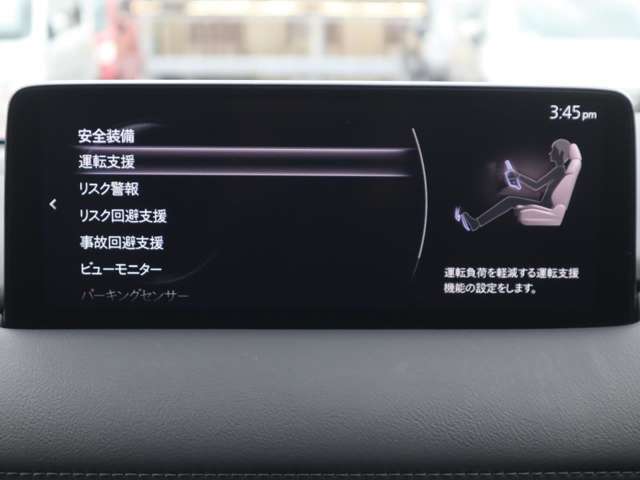 3:45pm
安全装備
運転支援
リスク警報
リスク回避支援
事故回避支援
ビューモニター
パーキングセンサー
運転負荷を軽減する運転支援
機能の設定をします。